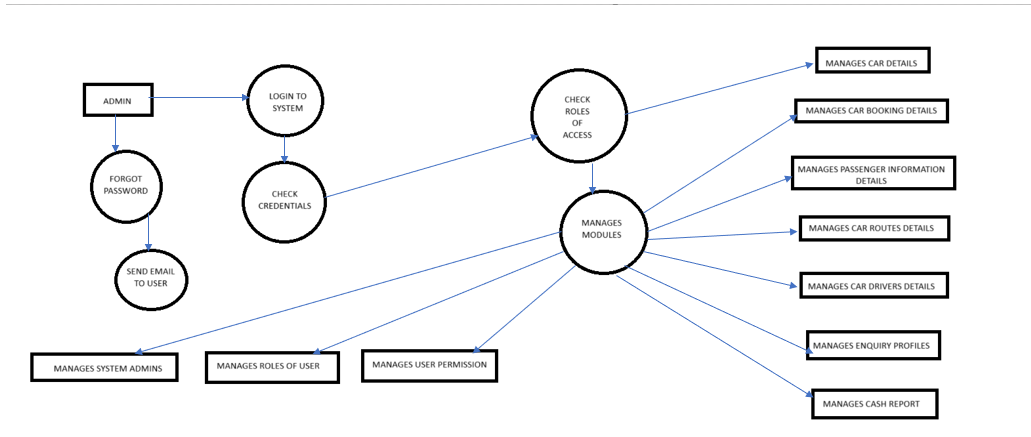 ADMIN
LOGIN TO
SYSTEM
FORGOT
PASSWORD
CHECK
CREDENTIALS
SEND EMAIL
TO USER
CHECK
ROLES
OF
ACCESS
MANAGES
MODULES
MANAGES CAR DETAILS
MANAGES CAR BOOKING DETAILS
MANAGES PASSENGER INFORMATION
DETAILS
MANAGES CAR ROUTES DETAILS
MANAGES CAR DRIVERS DETAILS
MANAGES ENQUIRY PROFILES
MANAGES CASH REPORT
MANAGES SYSTEM ADMINS
MANAGES ROLES OF USER
MANAGES USER PERMISSION